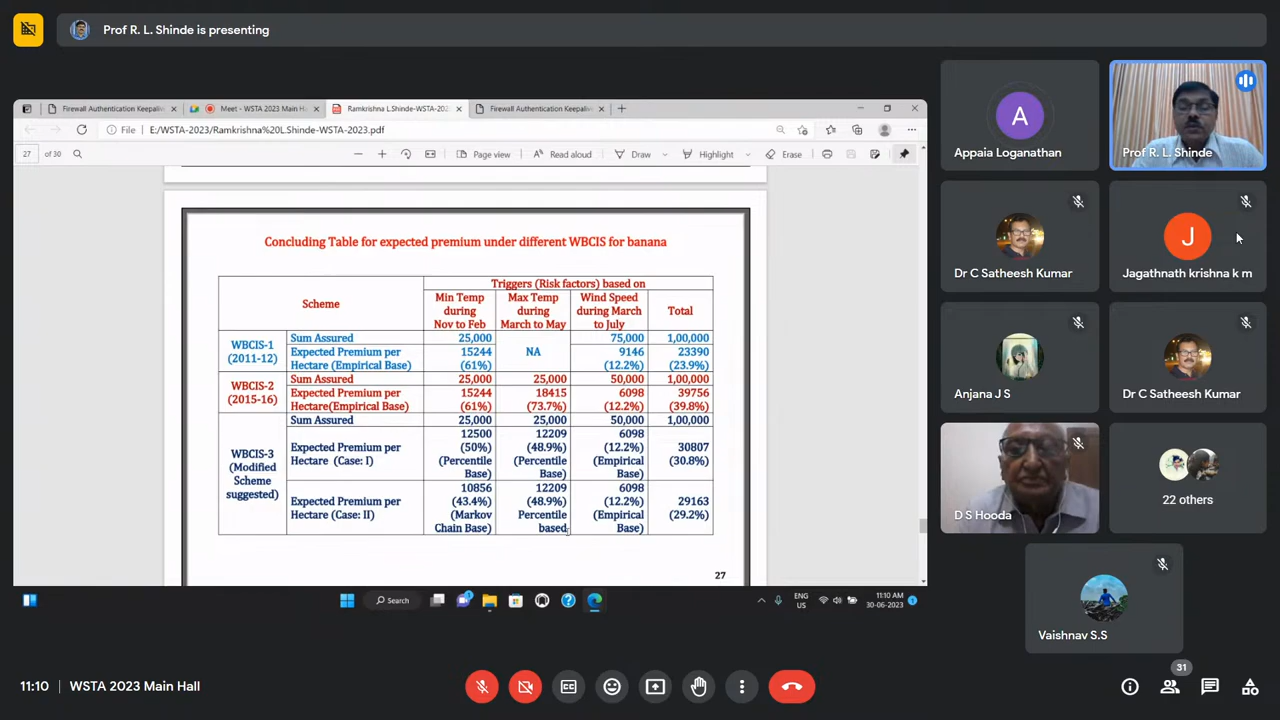 Prof R. L. Shinde is presenting
Firewall Authentication Keepaliv
Meet - WSTA 2023 Main H
Ramkrishna L.Shinde-WSTA-202
Firewall Authentication Keepaliv
File
E:/WSTA-2023/Ramkrishna%20L.Shinde-WSTA-2023.pdf
27 of 30
Page view
Read aloud
Draw
Highlight
Erase
Concluding Table for expected premium under different WBCIS for banana
Scheme
Triggers (Risk factors) based on
Min Temp during Nov to Feb
Max Temp during March to May
Wind Speed during March to July
Total
WBCIS-1 (2011-12)
Sum Assured
25,000
NA
75,000
1,00,000
Expected Premium per Hectare (Empirical Base)
15244 (61%)
9146 (12.2%)
23390 (23.9%)
WBCIS-2 (2015-16)
Sum Assured
25,000
25,000
50,000
1,00,000
Expected Premium per Hectare(Empirical Base)
15244 (61%)
18415 (73.7%)
6098 (12.2%)
39756 (39.8%)
WBCIS-3 (Modified Scheme suggested)
Sum Assured
25,000
25,000
50,000
1,00,000
Expected Premium per Hectare (Case: I)
12500 (50%) (Percentile Base)
12209 (48.9%) (Percentile Base)
6098 (12.2%) (Empirical Base)
30807 (30.8%)
Expected Premium per Hectare (Case: II)
10856 (43.4%) (Markov Chain Base)
12209 (48.9%) Percentile based
6098 (12.2%) (Empirical Base)
29163 (29.2%)
27
Search
ENG
US
11:10 AM
30-06-2023
A
Appaia Loganathan
Prof R. L. Shinde
Dr C Satheesh Kumar
J
Jagathnath krishna k m
Anjana J S
Dr C Satheesh Kumar
D S Hooda
22 others
Vaishnav S.S
11:10 | WSTA 2023 Main Hall
31